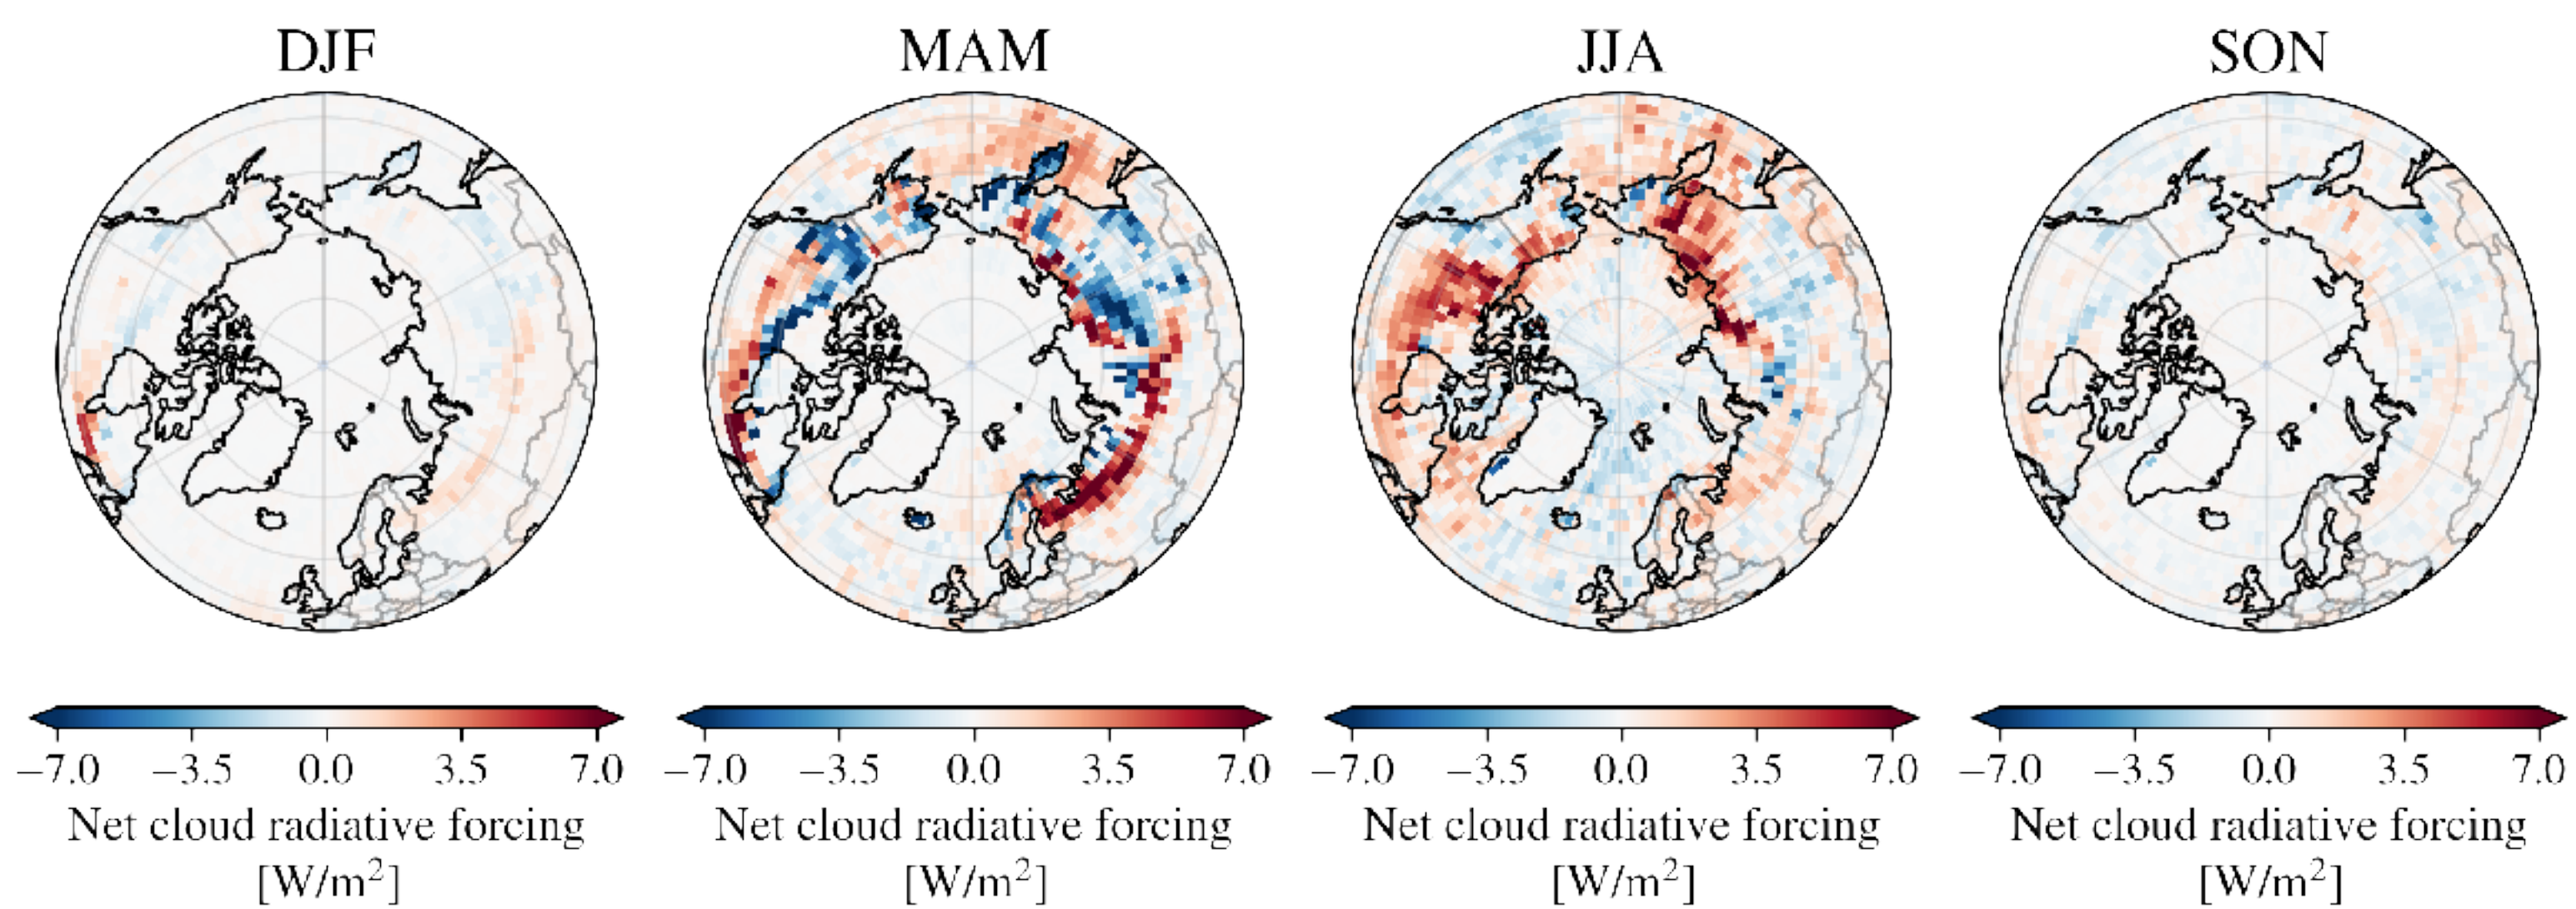 DJF MAM JJA SON
−7.0 −3.5 0.0 3.5 7.0 −7.0 −3.5 0.0 3.5 7.0 −7.0 −3.5 0.0 3.5 7.0 −7.0 −3.5 0.0 3.5 7.0
Net cloud radiative forcing Net cloud radiative forcing Net cloud radiative forcing Net cloud radiative forcing
[W/m²] [W/m²] [W/m²] [W/m²]